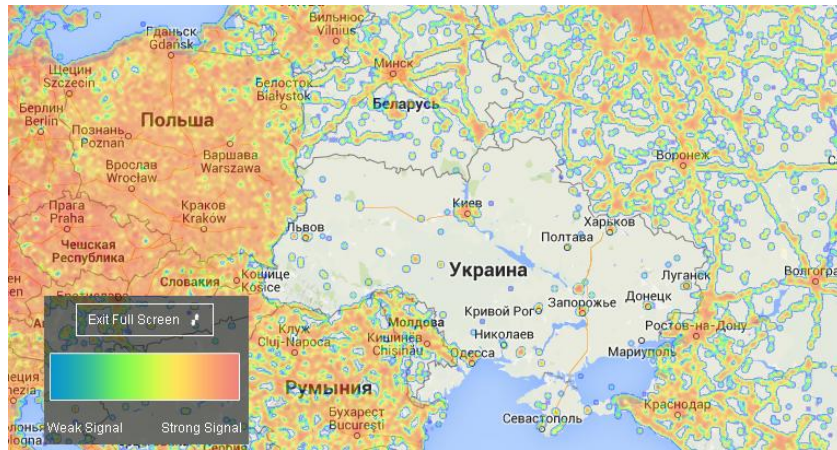 Гданьск
Gdańsk
Вильнюс
Vilnius
Щецин
Szczecin
Минск
Белосток
Białystok
Беларусь
Берлин
Berlin
Польша
Познань
Poznań
Варшава
Warszawa
Воронеж
Вроцлав
Wrocław
Прага
Praha
Краков
Kraków
Киев
Львов
Харьков
Полтава
Чешская
Республика
Украина
Луганск
Волгогра
Словакия
Кошице
Košice
Запорожье
Донецк
Exit Full Screen
Клуж
Cluj-Napoca
Молдова
Кишинёв
Chișinău
Кривой Рог
Николаев
Ростов-на-Дону
Одесса
Мариуполь
Румыния
Краснодар
Бухарест
București
Севастополь
Weak Signal
Strong Signal